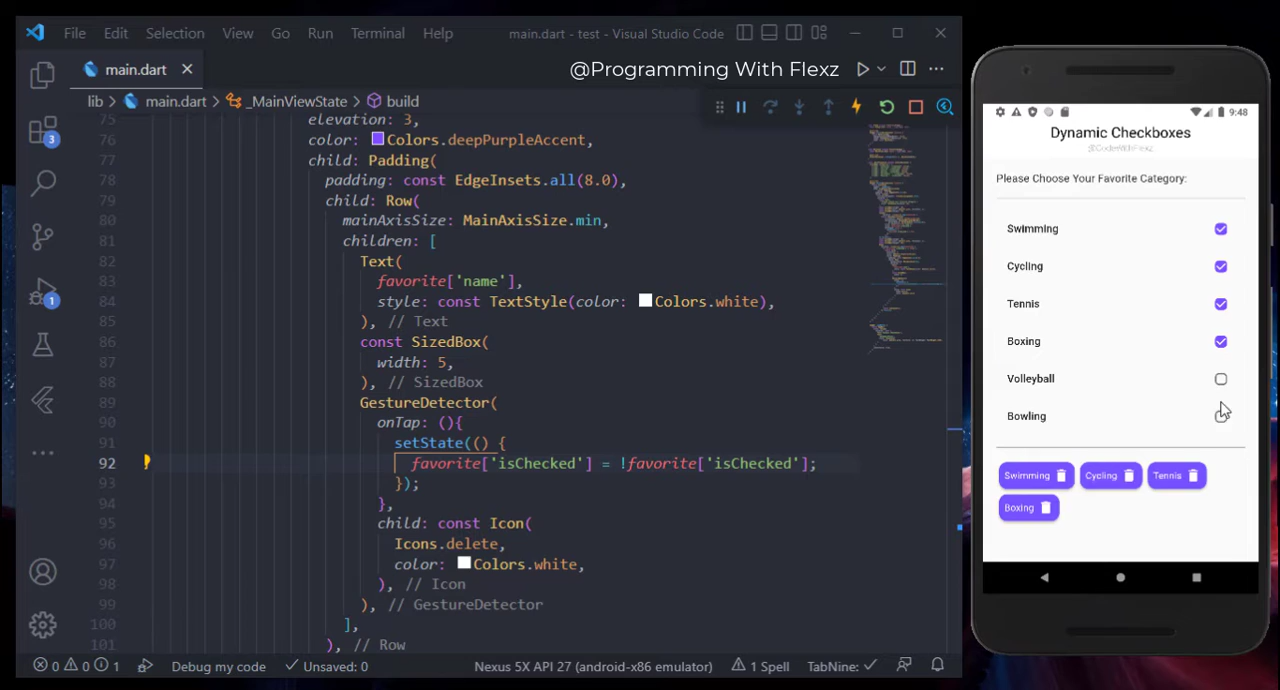 File Edit Selection View Go Run Terminal Help main.dart - test - Visual Studio Code
main.dart
@Programming With Flexz
lib > main.dart > _MainViewState > build
75 elevation: 3,
76 color: Colors.deepPurpleAccent,
77 child: Padding(
78 padding: const EdgeInsets.all(8.0),
79 child: Row(
80 mainAxisSize: MainAxisSize.min,
81 children: [
82 Text(
83 favorite['name'],
84 style: const TextStyle(color: Colors.white),
85 ), // Text
86 const SizedBox(
87 width: 5,
88 ), // SizedBox
89 GestureDetector(
90 onTap: (){
91 setState(() {
92 favorite['isChecked'] = !favorite['isChecked'];
93 });
94 },
95 child: const Icon(
96 Icons.delete,
97 color: Colors.white,
98 ), // Icon
99 ), // GestureDetector
100 ],
101 ), // Row
3
1
0 0 1 Debug my code Unsaved: 0 Nexus 5X API 27 (android-x86 emulator) 1 Spell TabNine:
9:48
Dynamic Checkboxes
@CodeWithFlexz
Please Choose Your Favorite Category:
Swimming
Cycling
Tennis
Boxing
Volleyball
Bowling
Swimming Cycling Tennis
Boxing